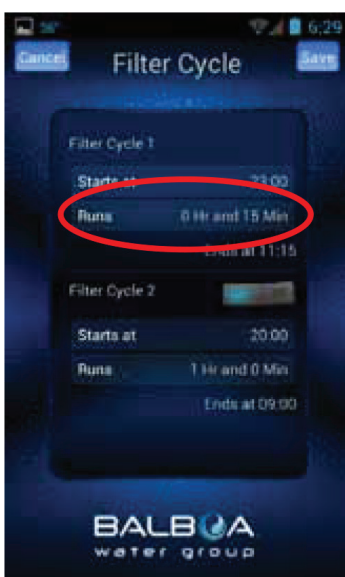 56° 6:29
Cancel Filter Cycle Save
Filter Cycle 1
Starts at 23:00
Runs 0 Hr and 15 Min
Ends at 11:15
Filter Cycle 2
Starts at 20:00
Runs 1 Hr and 0 Min
Ends at 09:00
BALBOA
water group